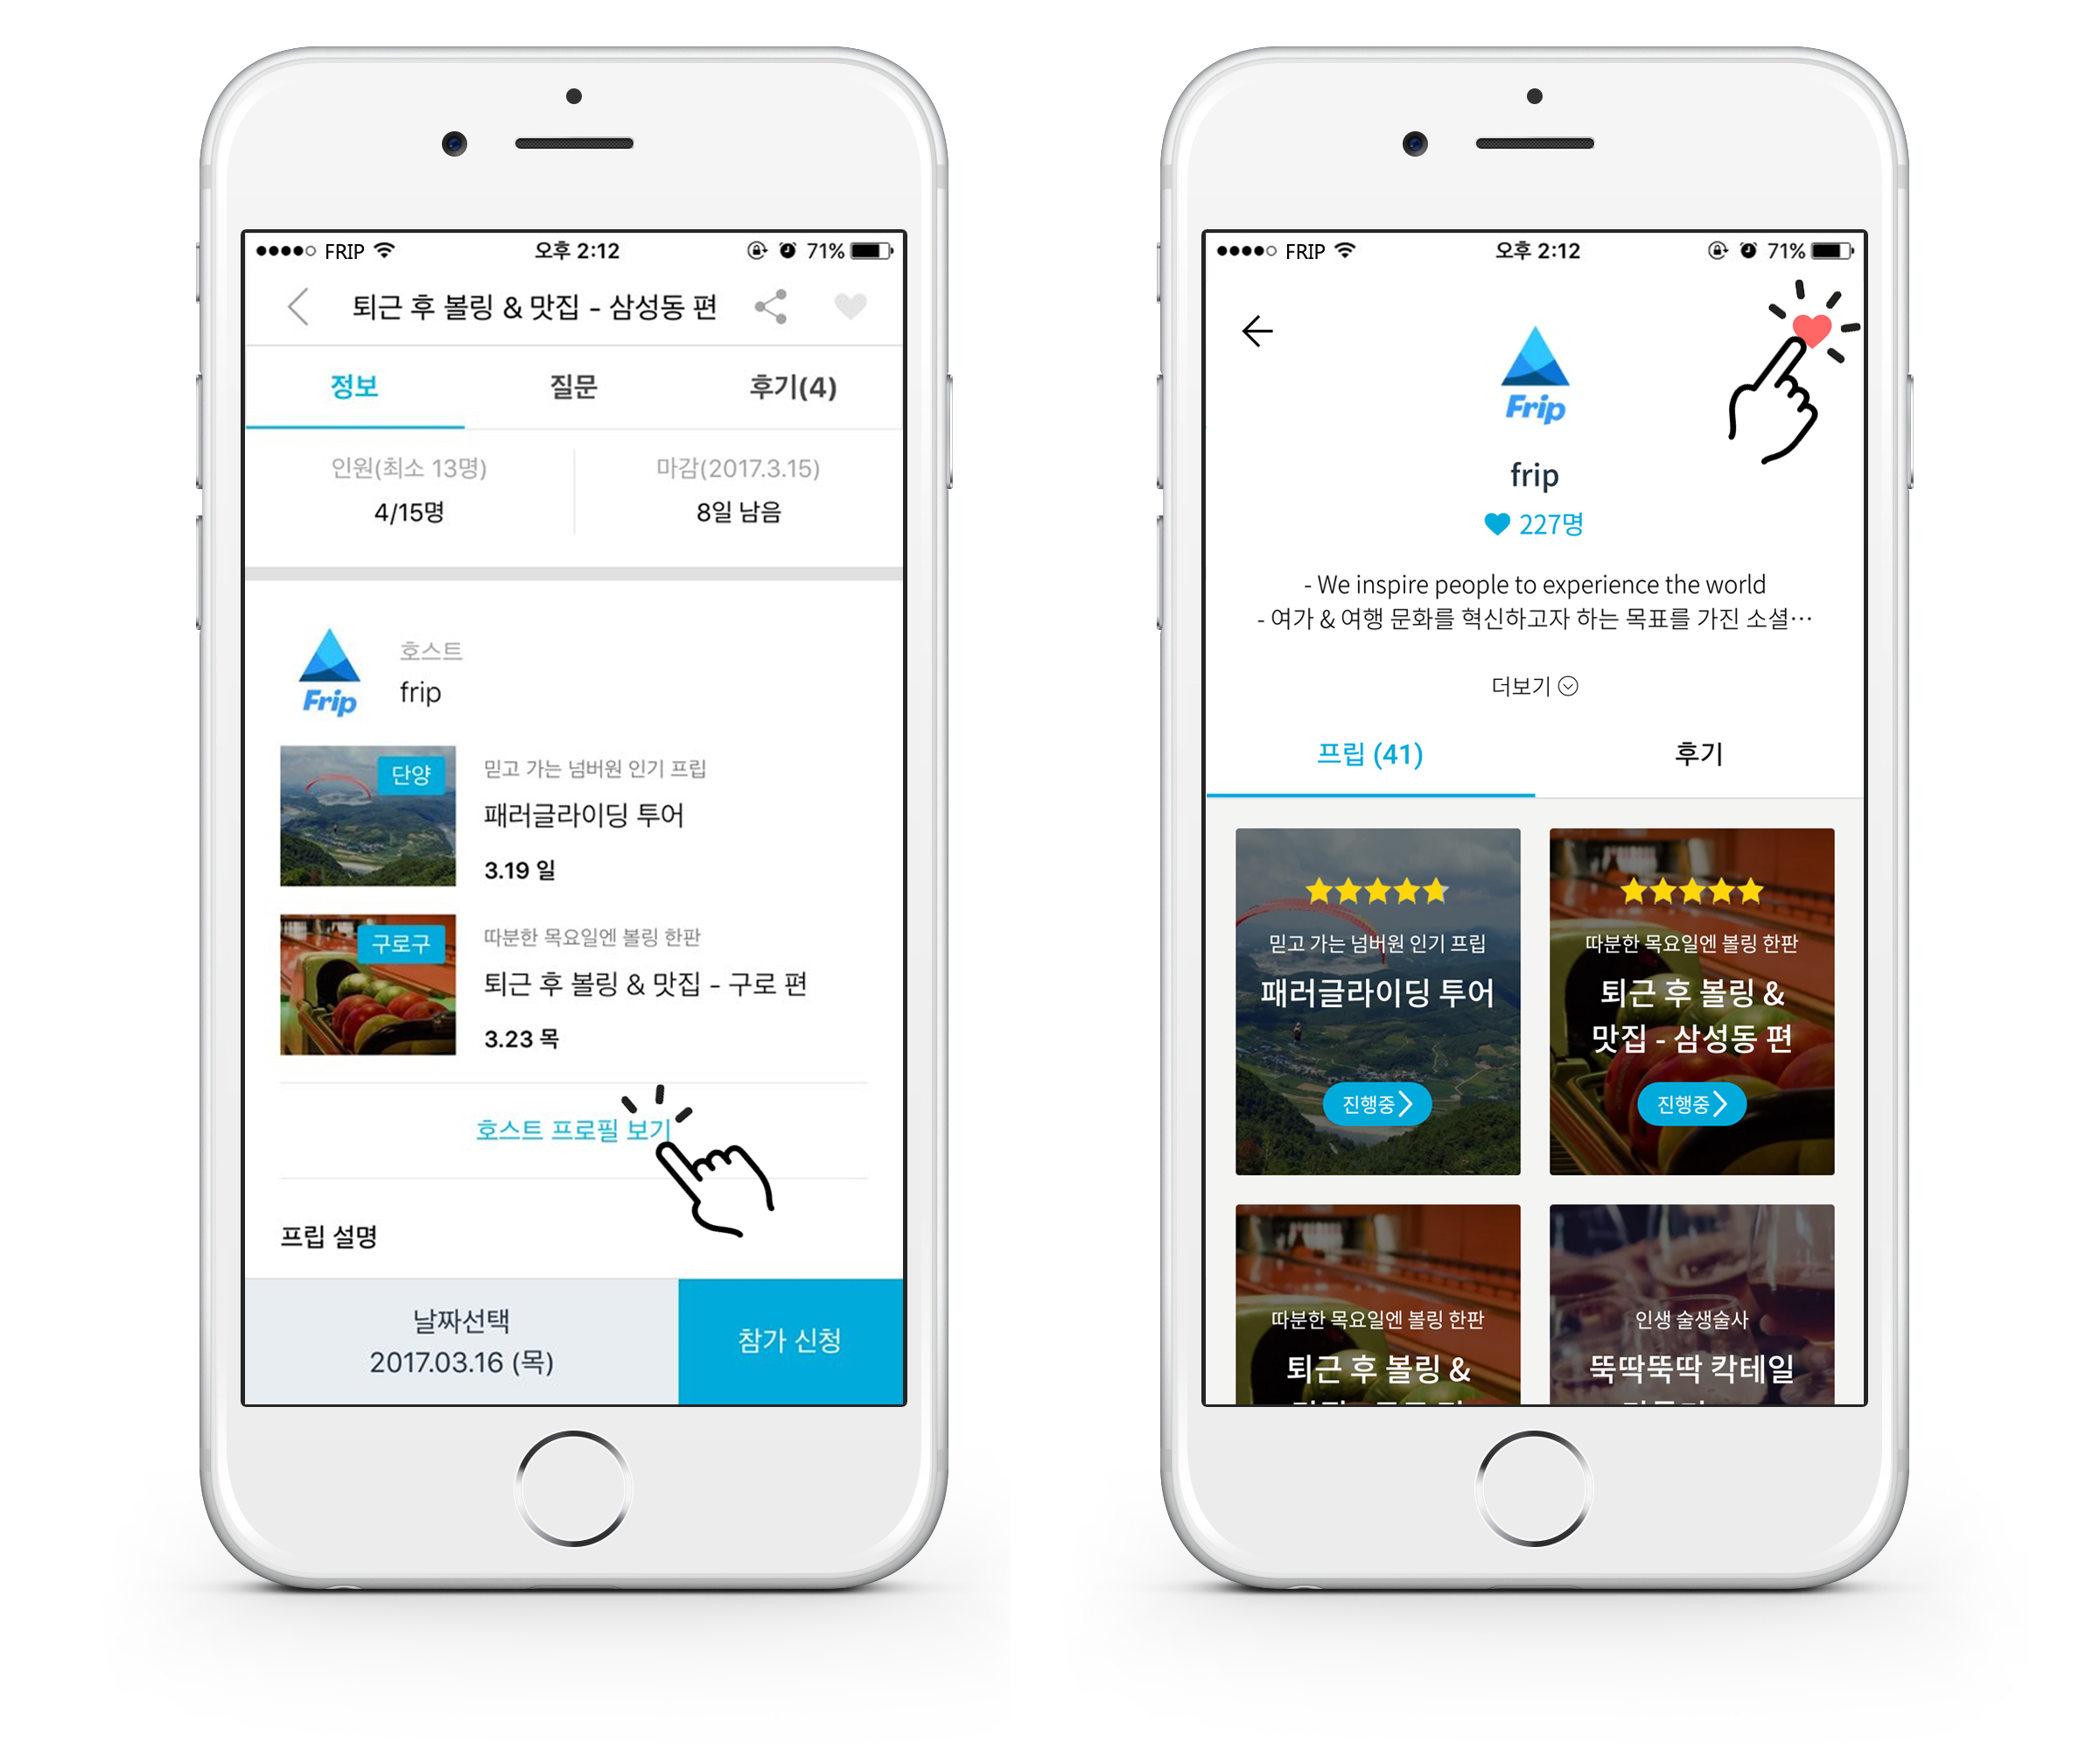 FRIP
오후 2:12
71%
퇴근 후 볼링 & 맛집 - 삼성동 편
정보
질문
후기(4)
인원(최소 13명)
4/15명
마감(2017.3.15)
8일 남음
Frip
호스트
frip
단양
믿고 가는 넘버원 인기 프립
패러글라이딩 투어
3.19 일
구로구
따분한 목요일엔 볼링 한판
퇴근 후 볼링 & 맛집 - 구로 편
3.23 목
호스트 프로필 보기
프립 설명
날짜선택
2017.03.16 (목)
참가 신청
FRIP
오후 2:12
71%
Frip
frip
227명
- We inspire people to experience the world
- 여가 & 여행 문화를 혁신하고자 하는 목표를 가진 소셜…
더보기
프립 (41)
후기
믿고 가는 넘버원 인기 프립
패러글라이딩 투어
진행중
따분한 목요일엔 볼링 한판
퇴근 후 볼링 &
맛집 - 삼성동 편
진행중
따분한 목요일엔 볼링 한판
퇴근 후 볼링 &
인생 술생술사
뚝딱뚝딱 칵테일